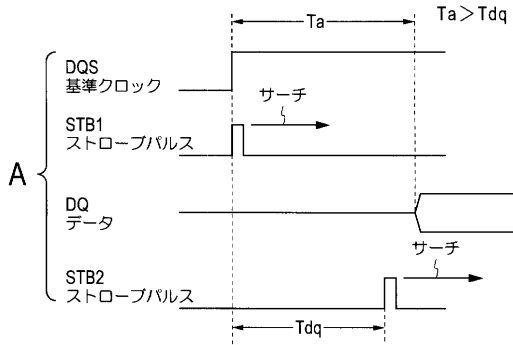 Ta
Ta＞Tdq
DQS
基準クロック
サーチ
STB1
ストローブパルス
A
DQ
データ
サーチ
STB2
ストローブパルス
Tdq